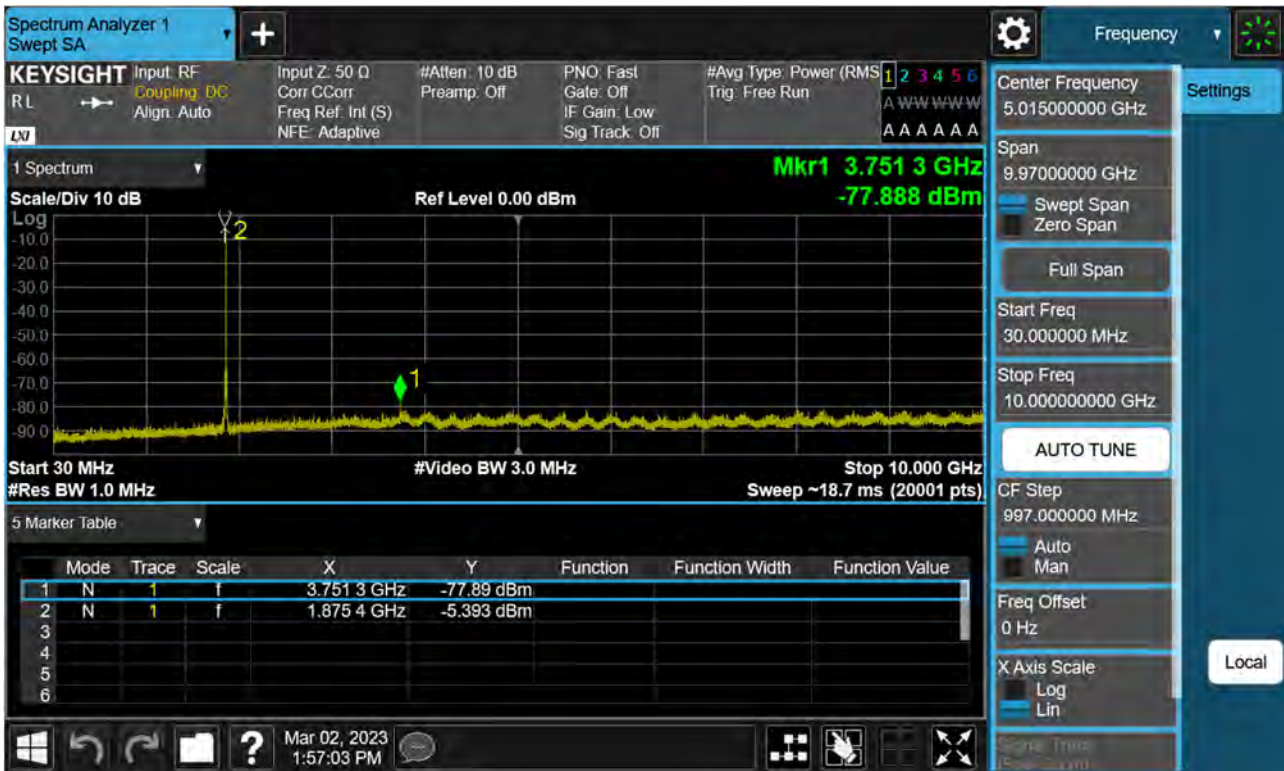 Spectrum Analyzer 1
Swept SA
+
Frequency
KEYSIGHT
R L
LXI
Input: RF
Coupling: DC
Align: Auto
Input Z: 50 Ω
Corr CCorr
Freq Ref: Int (S)
NFE: Adaptive
#Atten: 10 dB
Preamp: Off
PNO: Fast
Gate: Off
IF Gain: Low
Sig Track: Off
#Avg Type: Power (RMS
Trig: Free Run
1 2 3 4 5 6
A W W W W W
A A A A A A
1 Spectrum
Mkr1 3.751 3 GHz
-77.888 dBm
Scale/Div 10 dB
Ref Level 0.00 dBm
Log
-10.0
-20.0
-30.0
-40.0
-50.0
-60.0
-70.0
-80.0
-90.0
2
1
Start 30 MHz
#Video BW 3.0 MHz
Stop 10.000 GHz
#Res BW 1.0 MHz
Sweep ~18.7 ms (20001 pts)
5 Marker Table
Mode Trace Scale X Y Function Function Width Function Value
1 N 1 f 3.751 3 GHz -77.89 dBm
2 N 1 f 1.875 4 GHz -5.393 dBm
3
4
5
6
?
Mar 02, 2023
1:57:03 PM
Center Frequency
5.015000000 GHz
Settings
Span
9.97000000 GHz
Swept Span
Zero Span
Full Span
Start Freq
30.000000 MHz
Stop Freq
10.000000000 GHz
AUTO TUNE
CF Step
997.000000 MHz
Auto
Man
Freq Offset
0 Hz
X Axis Scale
Log
Lin
Local